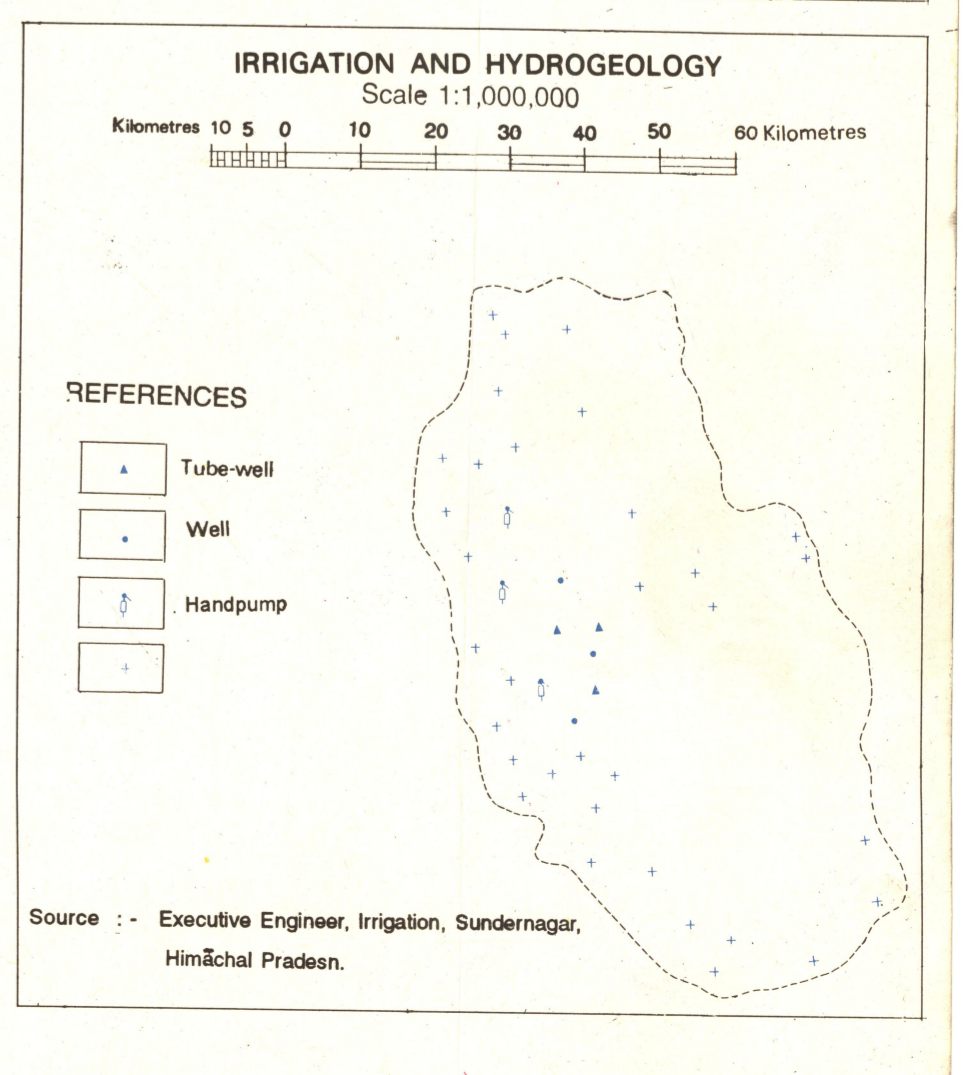 IRRIGATION AND HYDROGEOLOGY
Scale 1:1,000,000
Kilometres 10 5 0 10 20 30 40 50 60 Kilometres
REFERENCES
Tube-well
Well
Handpump
Source :- Executive Engineer, Irrigation, Sundernagar,
Himāchal Pradesn.